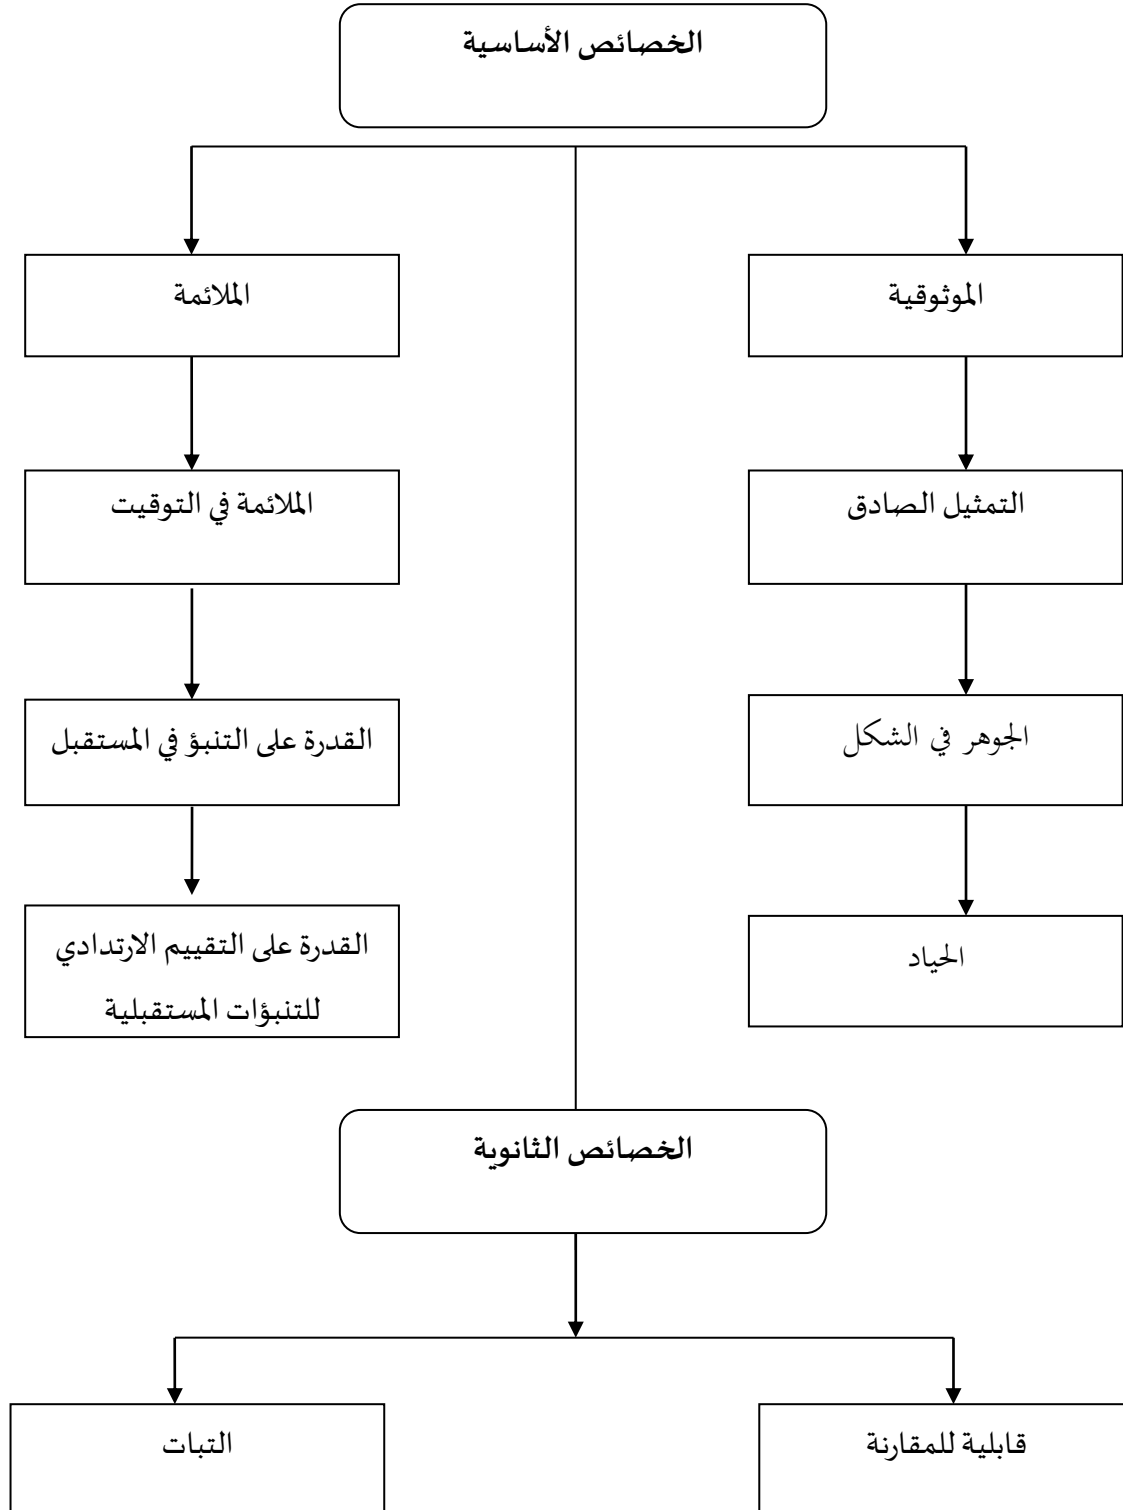 الخصائص الأساسية
الموثوقية
الملائمة
التمثيل الصادق
الملائمة في التوقيت
الجوهر في الشكل
القدرة على التنبؤ في المستقبل
الحياد
القدرة على التقييم الارتدادي
للتنبؤات المستقبلية
الخصائص الثانوية
قابلية للمقارنة
التبات